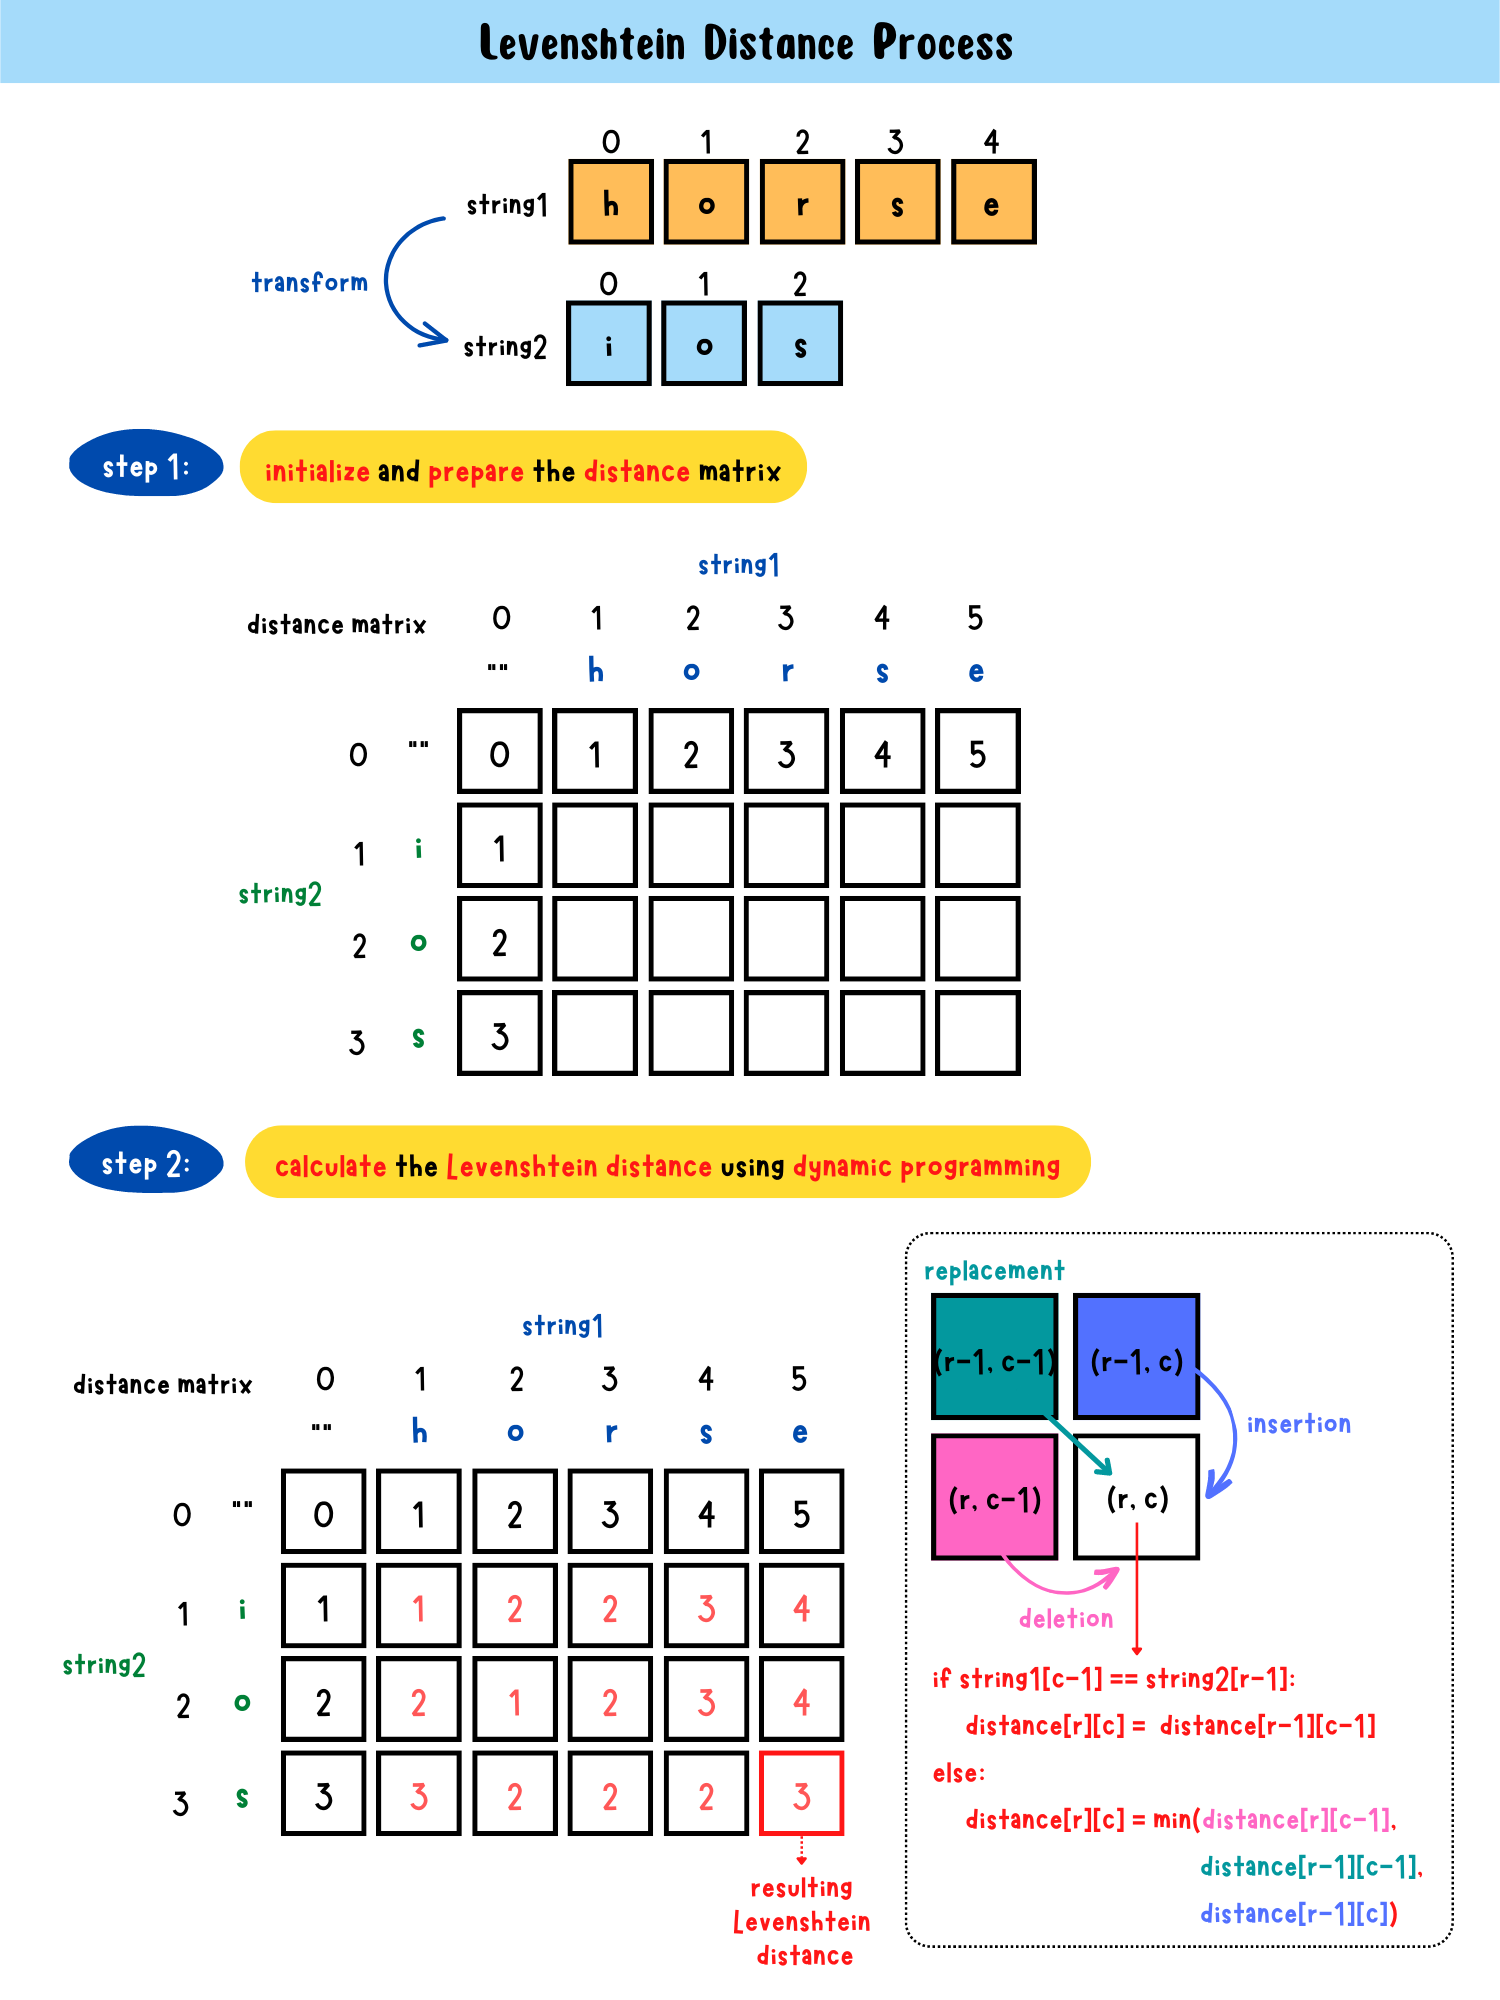 Levenshtein Distance Process
0 1 2 3 4
string1 h o r s e
transform
0 1 2
string2 i o s
step 1: initialize and prepare the distance matrix
string1
distance matrix 0 1 2 3 4 5
"" h o r s e
0 "" 0 1 2 3 4 5
1 i 1
string2
2 o 2
3 s 3
step 2: calculate the Levenshtein distance using dynamic programming
string1
distance matrix 0 1 2 3 4 5
"" h o r s e
0 "" 0 1 2 3 4 5
1 i 1 1 2 2 3 4
string2
2 o 2 2 1 2 3 4
3 s 3 3 2 2 2 3
resulting
Levenshtein
distance
replacement
(r-1, c-1) (r-1, c)
insertion
(r, c-1) (r, c)
deletion
if string1[c-1] == string2[r-1]:
distance[r][c] = distance[r-1][c-1]
else:
distance[r][c] = min(distance[r][c-1],
distance[r-1][c-1],
distance[r-1][c])